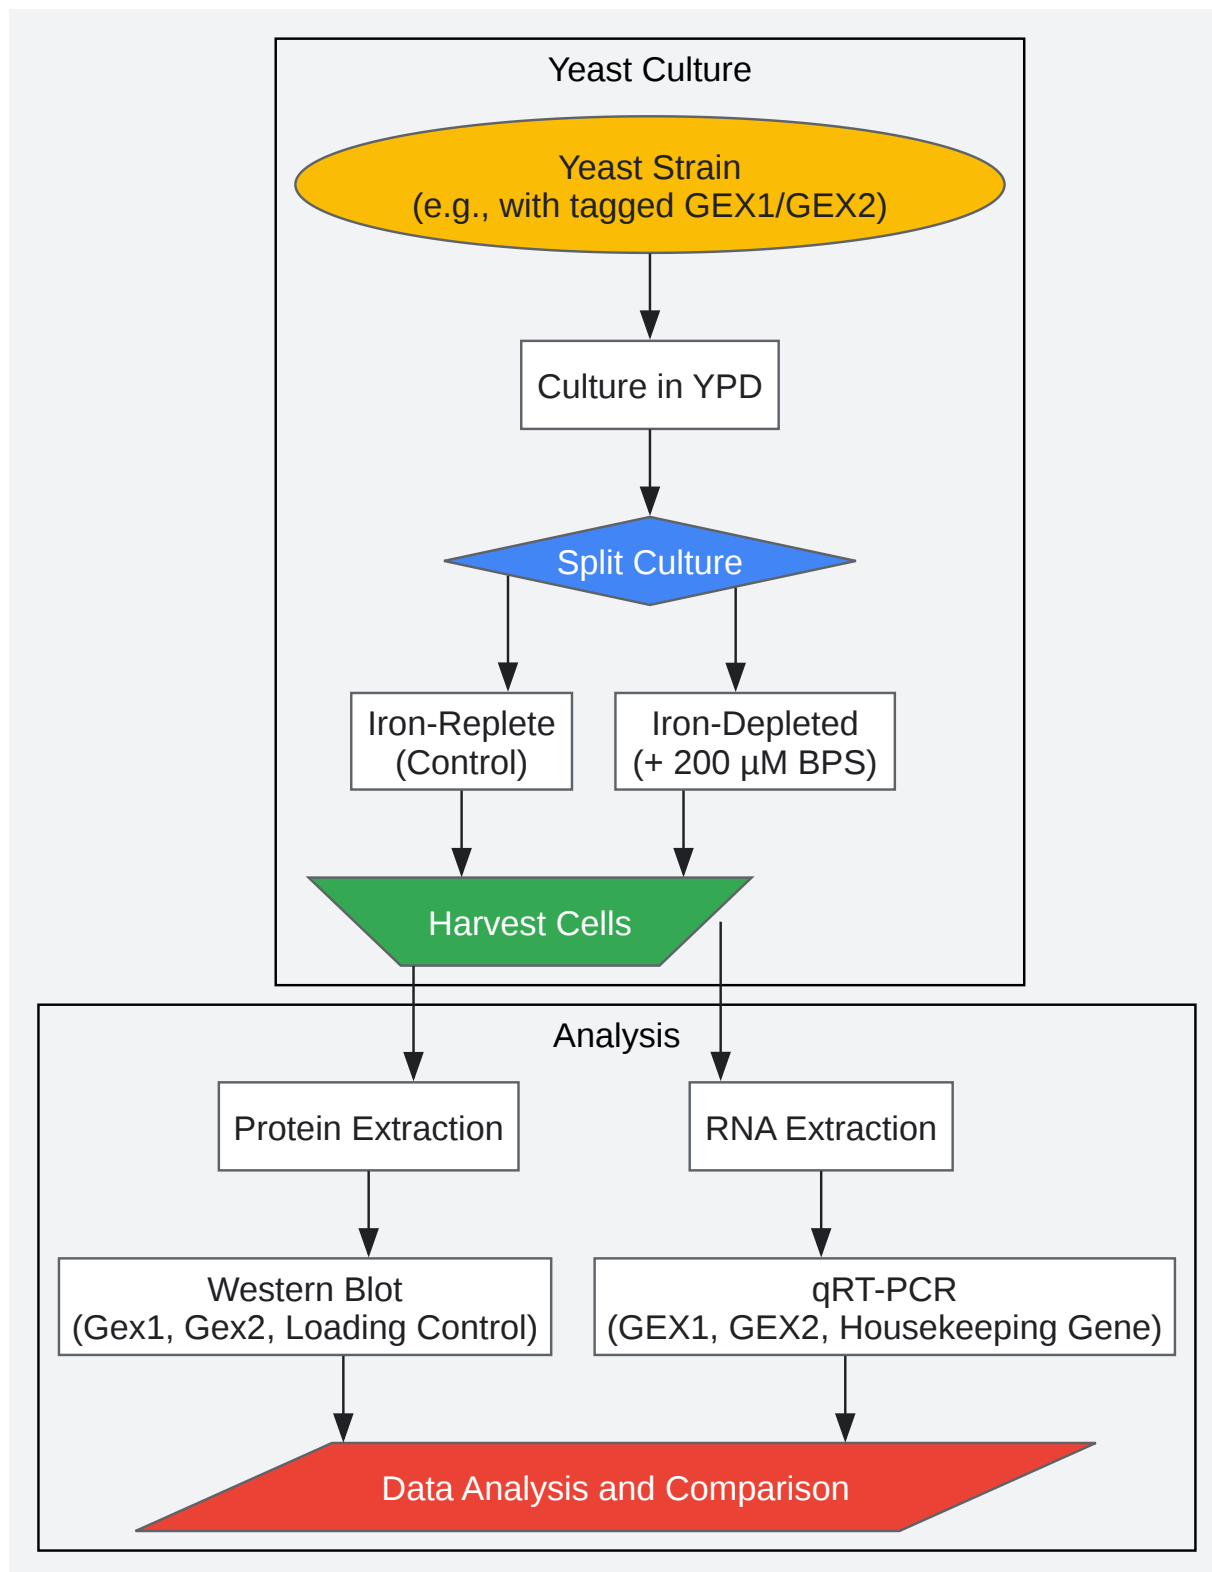 Yeast Culture
Yeast Strain
(e.g., with tagged GEX1/GEX2)
Culture in YPD
Split Culture
Iron-Replete
(Control)
Iron-Depleted
(+ 200 µM BPS)
Harvest Cells
Analysis
Protein Extraction
RNA Extraction
Western Blot
(Gex1, Gex2, Loading Control)
qRT-PCR
(GEX1, GEX2, Housekeeping Gene)
Data Analysis and Comparison